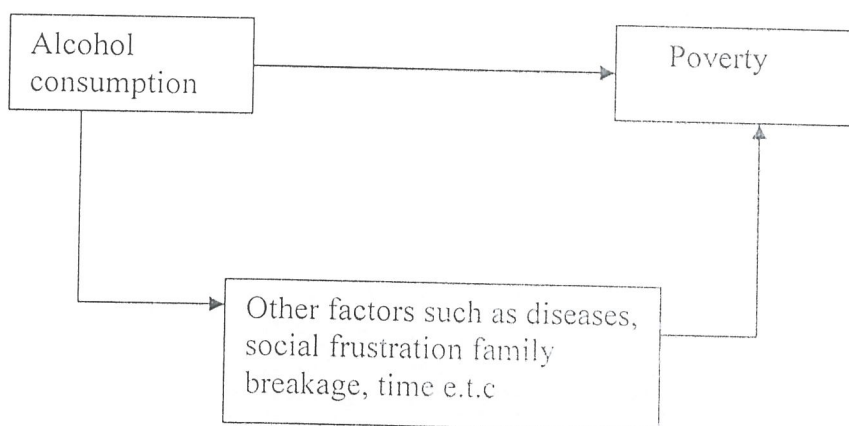 Alcohol
consumption
Poverty
Other factors such as diseases,
social frustration family
breakage, time e.t.c